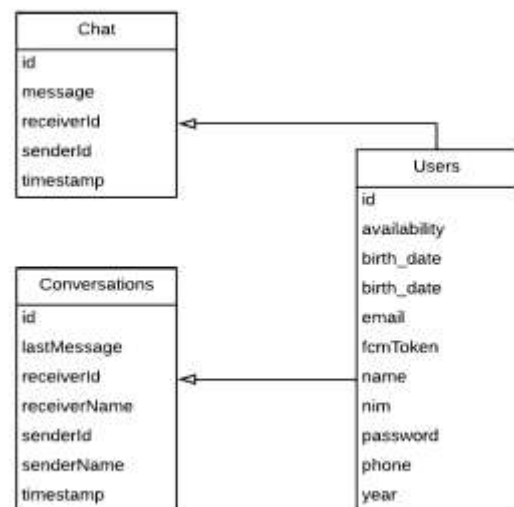 Chat
id
message
receiverId
senderId
timestamp
Users
id
availability
birth_date
birth_date
email
fcmToken
name
nim
password
phone
year
Conversations
id
lastMessage
receiverId
receiverName
senderId
senderName
timestamp